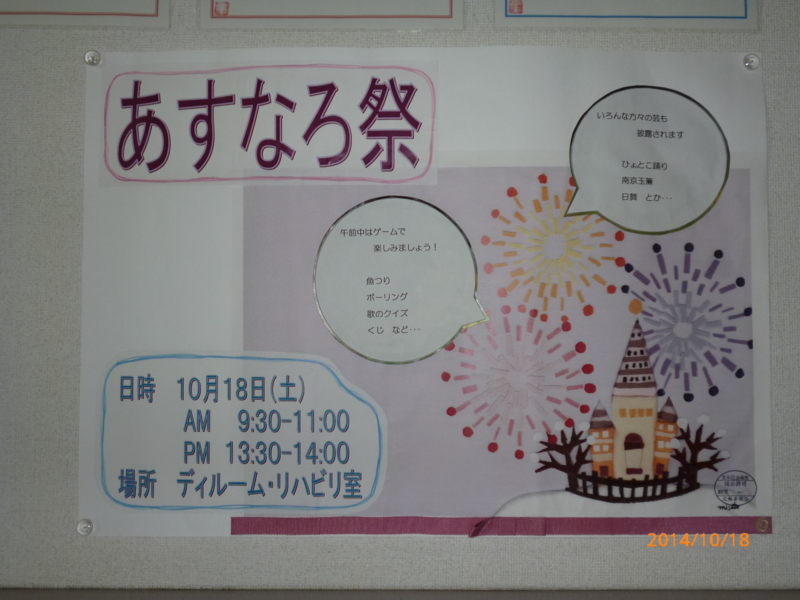 あすなろ祭
いろんな方々の芸も
披露されます
ひょとこ踊り
南京玉簾
日舞 とか・・・
午前中はゲームで
楽しみましょう!
魚つり
ボーリング
歌のクイズ
くじ など・・・
日時 10月18日(土)
AM 9:30-11:00
PM 13:30-14:00
場所 ディルーム・リハビリ室
2014/10/18